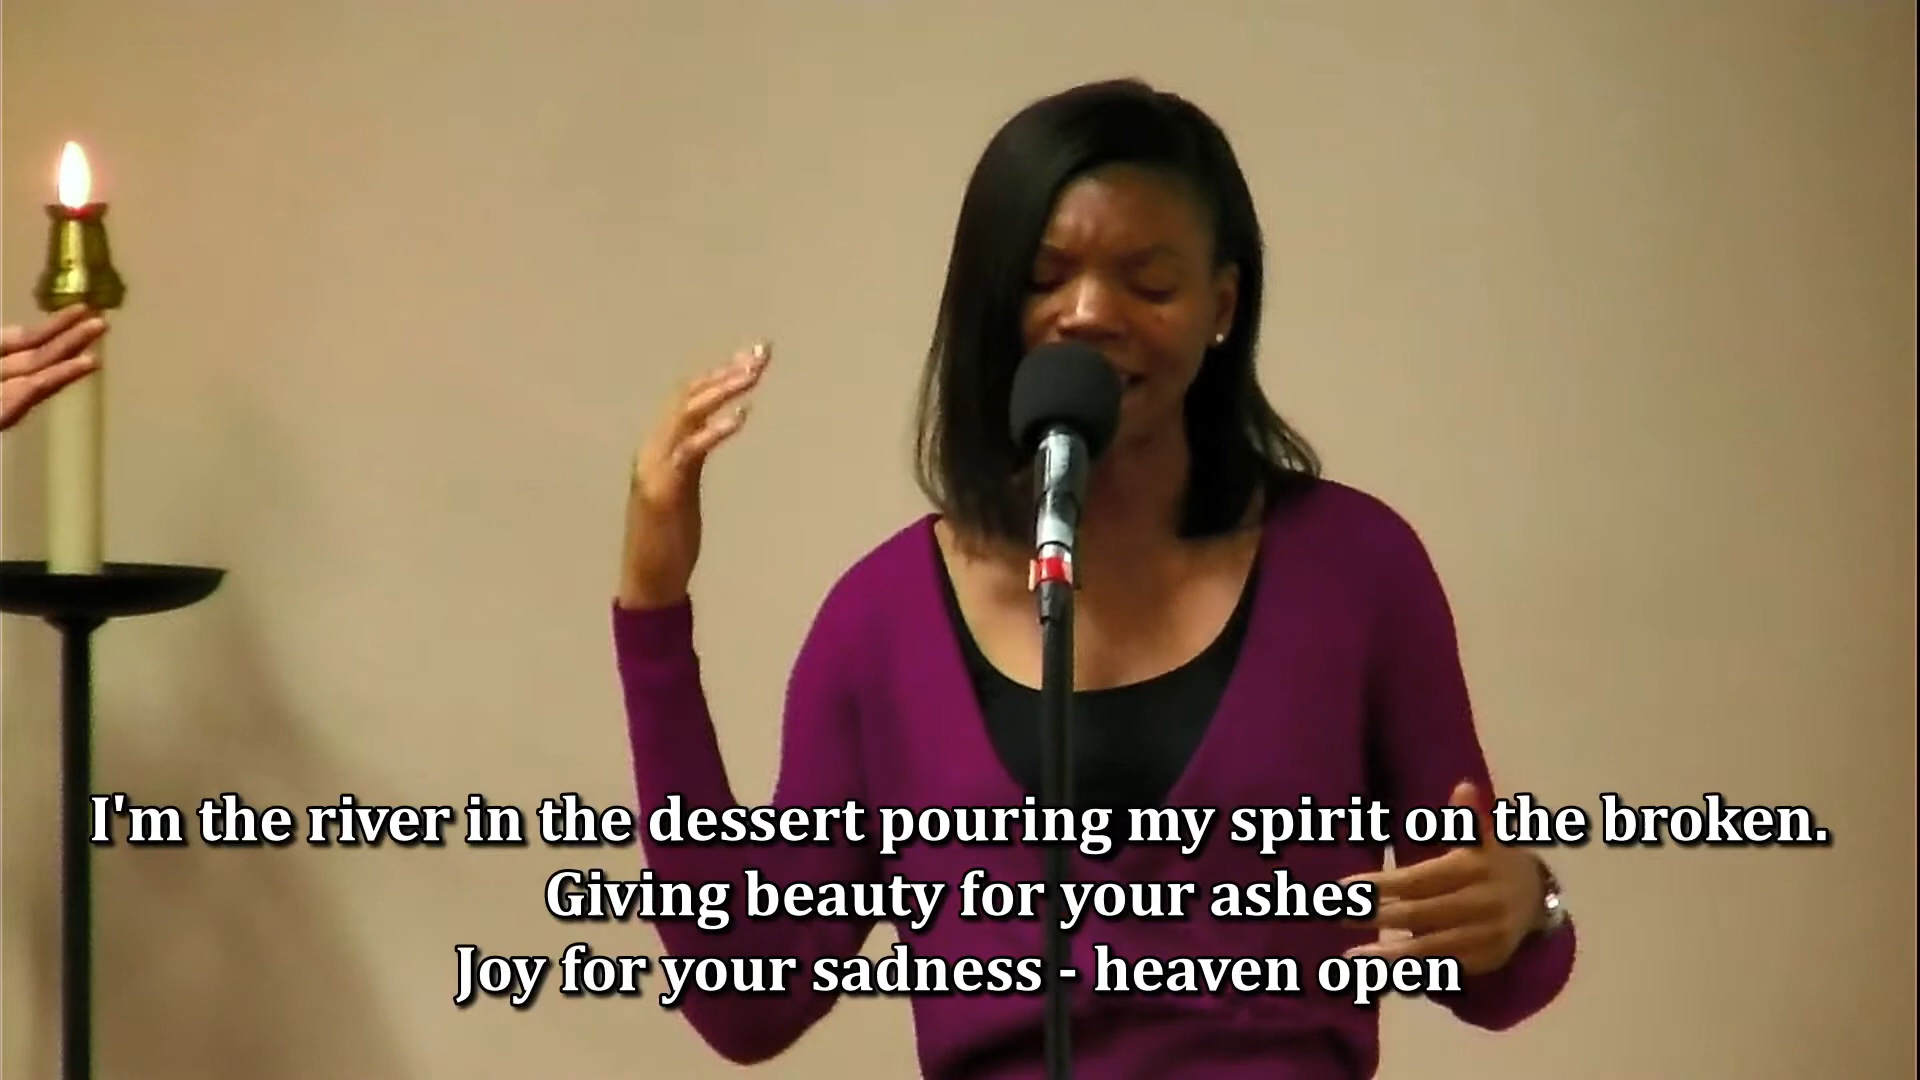 I'm the river in the dessert pouring my spirit on the broken.
Giving beauty for your ashes
Joy for your sadness - heaven open